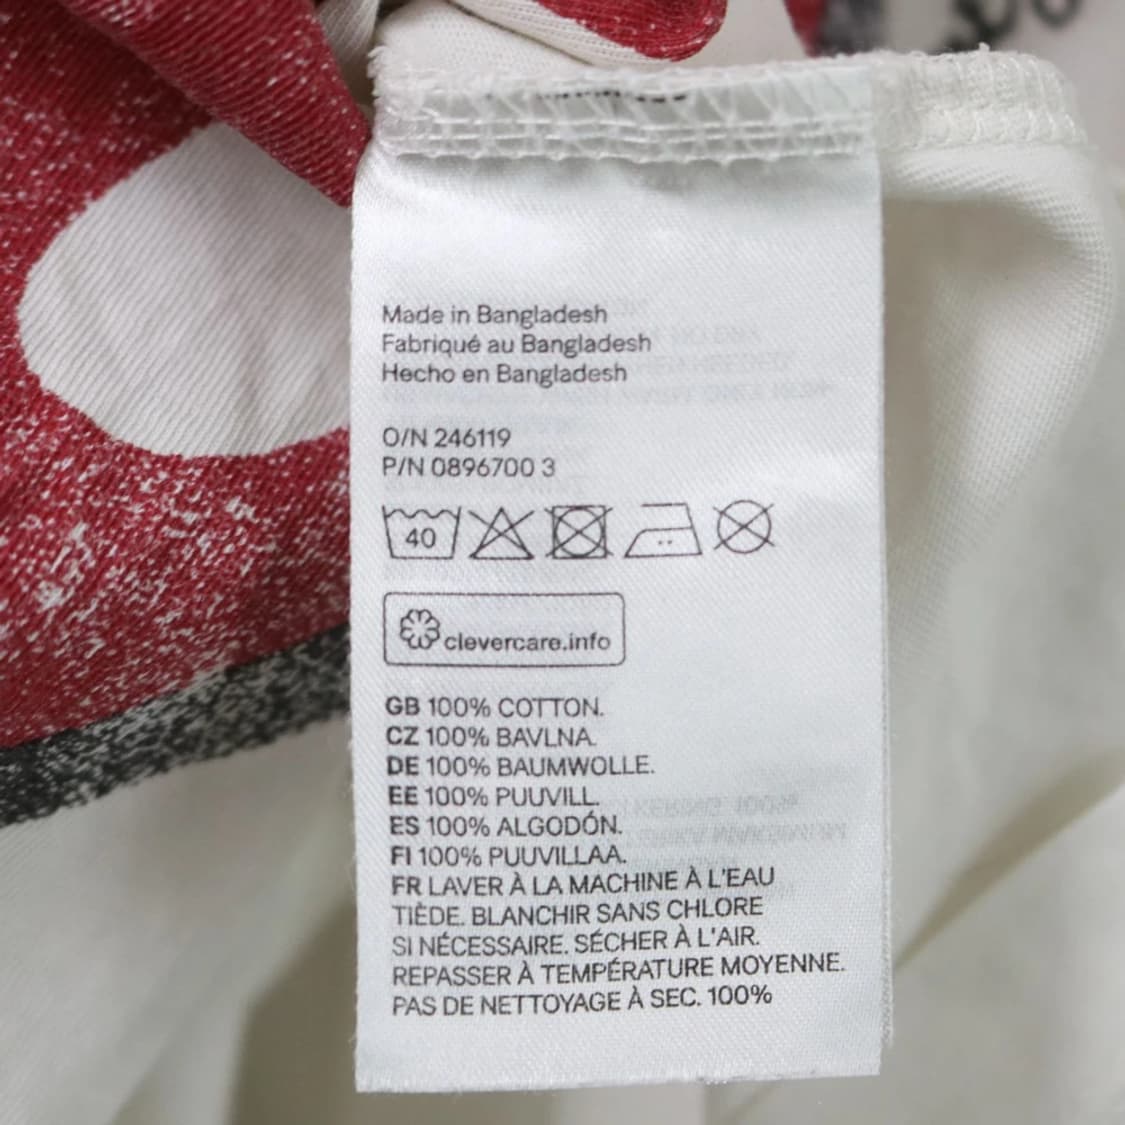 Made in Bangladesh
Fabriqué au Bangladesh
Hecho en Bangladesh
O/N 246119
P/N 0896700 3
40
clevercare.info
GB 100% COTTON.
CZ 100% BAVLNA.
DE 100% BAUMWOLLE.
EE 100% PUUVILL.
ES 100% ALGODÓN.
FI 100% PUUVILLAA.
FR LAVER À LA MACHINE À L'EAU
TIÈDE. BLANCHIR SANS CHLORE
SI NÉCESSAIRE. SÉCHER À L'AIR.
REPASSER À TEMPÉRATURE MOYENNE.
PAS DE NETTOYAGE À SEC. 100%